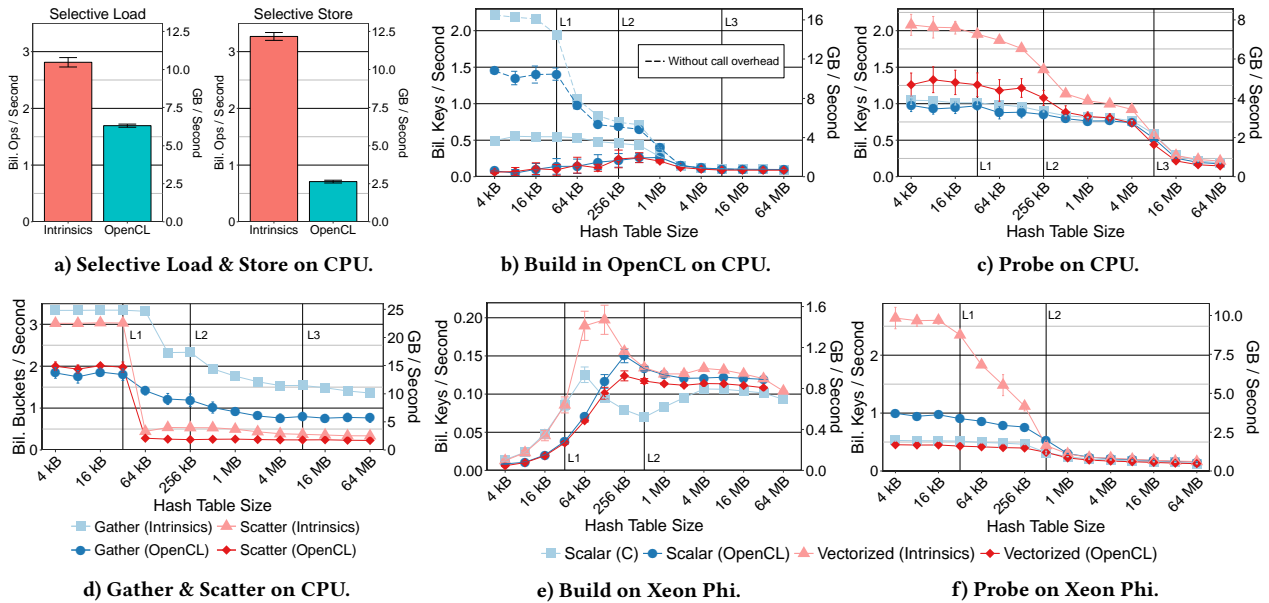 Selective Load
Selective Store
Bil. Ops / Second
3
2
1
0
12.5
10.0
7.5
5.0
2.5
0.0
GB / Second
Intrinsics
OpenCL
3
2
1
0
12.5
10.0
7.5
5.0
2.5
0.0
GB / Second
Intrinsics
OpenCL
a) Selective Load & Store on CPU.
Bil. Keys / Second
2.0
1.5
1.0
0.5
0.0
L1
L2
L3
Without call overhead
16
12
8
4
0
GB / Second
4 kB
16 kB
64 kB
256 kB
1 MB
4 MB
16 MB
64 MB
Hash Table Size
b) Build in OpenCL on CPU.
Bil. Keys / Second
2.0
1.5
1.0
0.5
0.0
L1
L2
L3
8
6
4
2
0
GB / Second
4 kB
16 kB
64 kB
256 kB
1 MB
4 MB
16 MB
64 MB
Hash Table Size
c) Probe on CPU.
Bil. Buckets / Second
3
2
1
0
L1
L2
L3
25
20
15
10
5
0
GB / Second
4 kB
16 kB
64 kB
256 kB
1 MB
4 MB
16 MB
64 MB
Hash Table Size
Gather (Intrinsics)
Scatter (Intrinsics)
Gather (OpenCL)
Scatter (OpenCL)
d) Gather & Scatter on CPU.
Bil. Keys / Second
0.20
0.15
0.10
0.05
0.00
L1
L2
1.6
1.2
0.8
0.4
0.0
GB / Second
4 kB
16 kB
64 kB
256 kB
1 MB
4 MB
16 MB
64 MB
Hash Table Size
Bil. Keys / Second
2
1
0
L1
L2
10.0
7.5
5.0
2.5
0.0
GB / Second
4 kB
16 kB
64 kB
256 kB
1 MB
4 MB
16 MB
64 MB
Hash Table Size
Scalar (C)
Scalar (OpenCL)
Vectorized (Intrinsics)
Vectorized (OpenCL)
e) Build on Xeon Phi.
f) Probe on Xeon Phi.